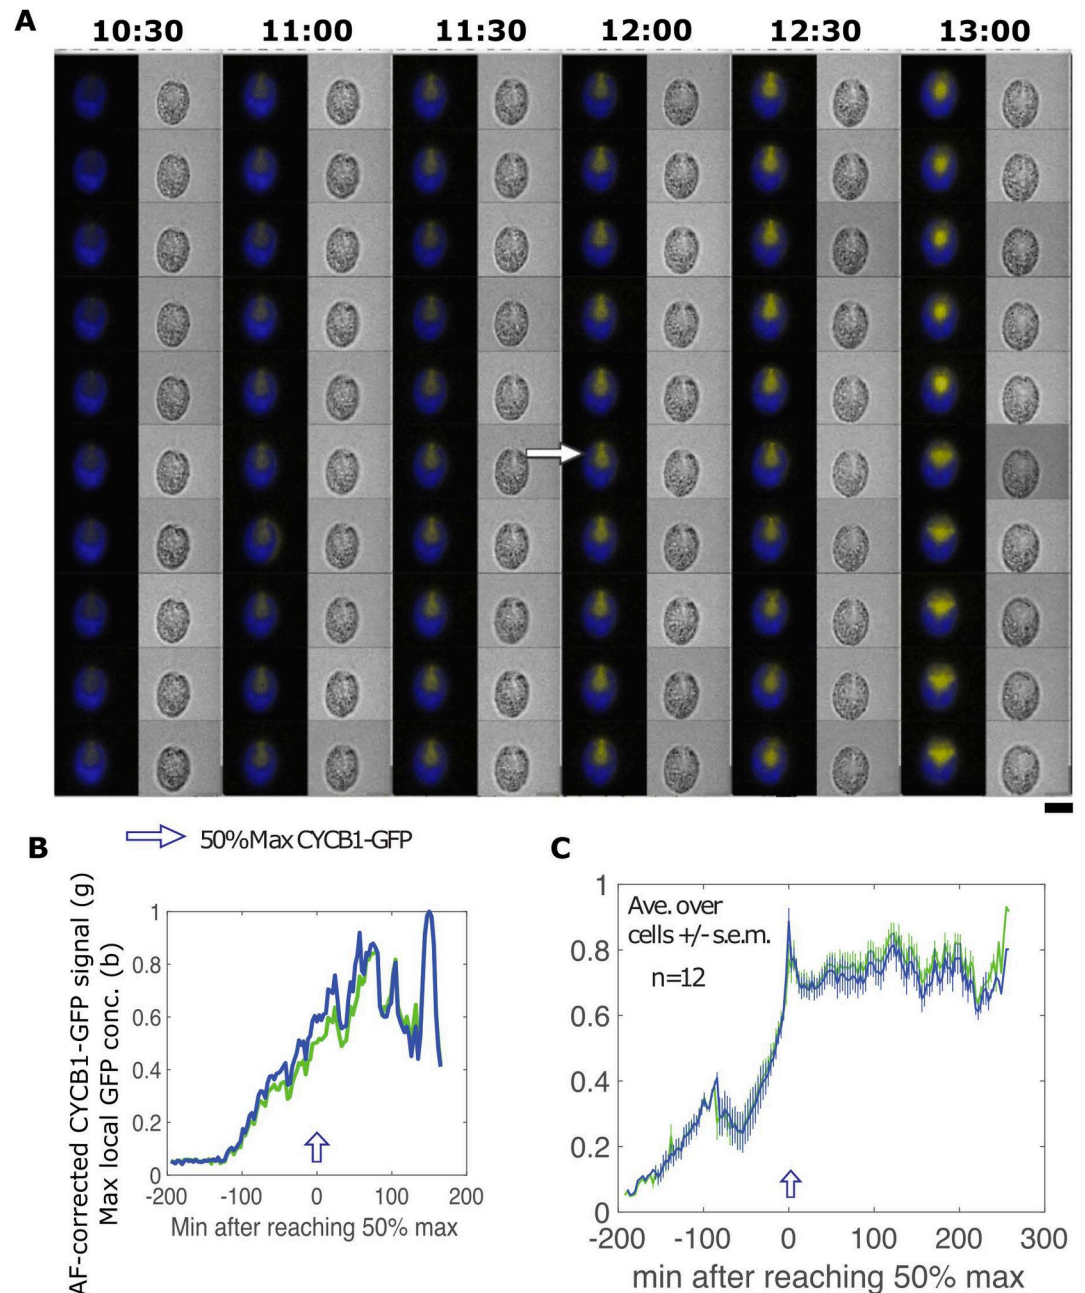 A
10:30 11:00 11:30 12:00 12:30 13:00
50%Max CYCB1-GFP
B
AF-corrected CYCB1-GFP signal (g)
Max local GFP conc. (b)
1
0.8
0.6
0.4
0.2
0
-200 -100 0 100 200
Min after reaching 50% max
C
Ave. over
cells +/- s.e.m.
n=12
1
0.8
0.6
0.4
0.2
0
-200 -100 0 100 200 300
min after reaching 50% max